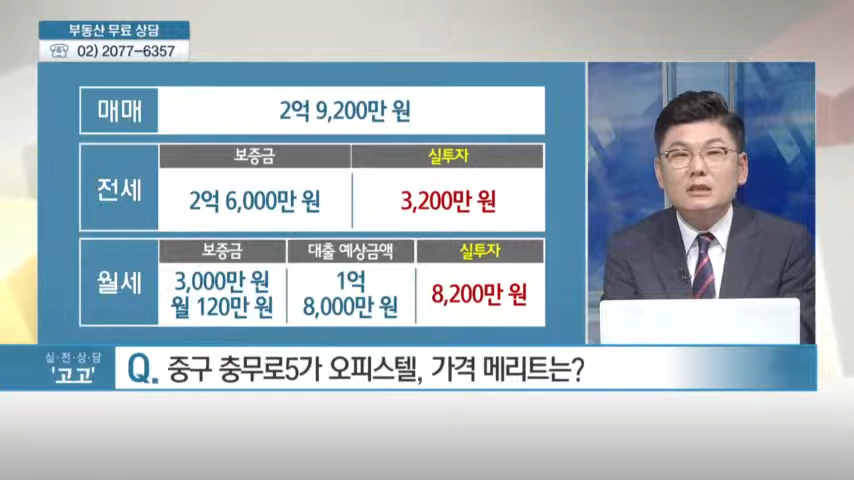 부동산 무료 상담
02) 2077-6357
매매
2억 9,200만 원
전세
보증금
실투자
2억 6,000만 원
3,200만 원
월세
보증금
대출 예상금액
실투자
3,000만 원
월 120만 원
1억
8,000만 원
8,200만 원
실·전·상·담
'고고'
Q. 중구 충무로5가 오피스텔, 가격 메리트는?